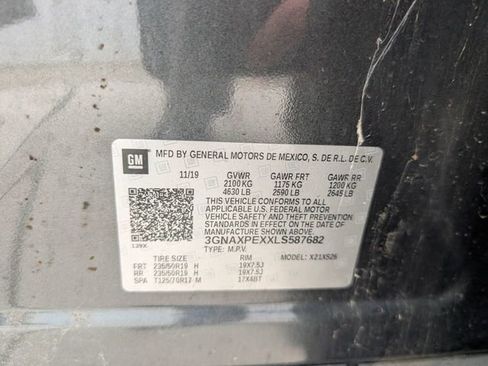 GM
MFD BY GENERAL MOTORS DE MEXICO, S. DE R.L. DE C.V.
11/19 GVWR GAWR FRT GAWR RR
2100 KG 1175 KG 1200 KG
4630 LB 2590 LB 2645 LB
THIS VEHICLE CONFORMS TO ALL
APPLICABLE U.S. FEDERAL MOTOR
VEHICLE SAFETY AND THEFT PREVENTION
STANDARDS IN EFFECT ON THE DATE OF
MANUFACTURE SHOWN ABOVE.
3GNAXPEXXLS587682
TYPE: M.P.V. MODEL: X21XS26
TIRE SIZE RIM
FRT 235/50R19 H 19X7.5J
RR 235/50R19 H 19X7.5J
SPA T125/70R17 M 17X4BT